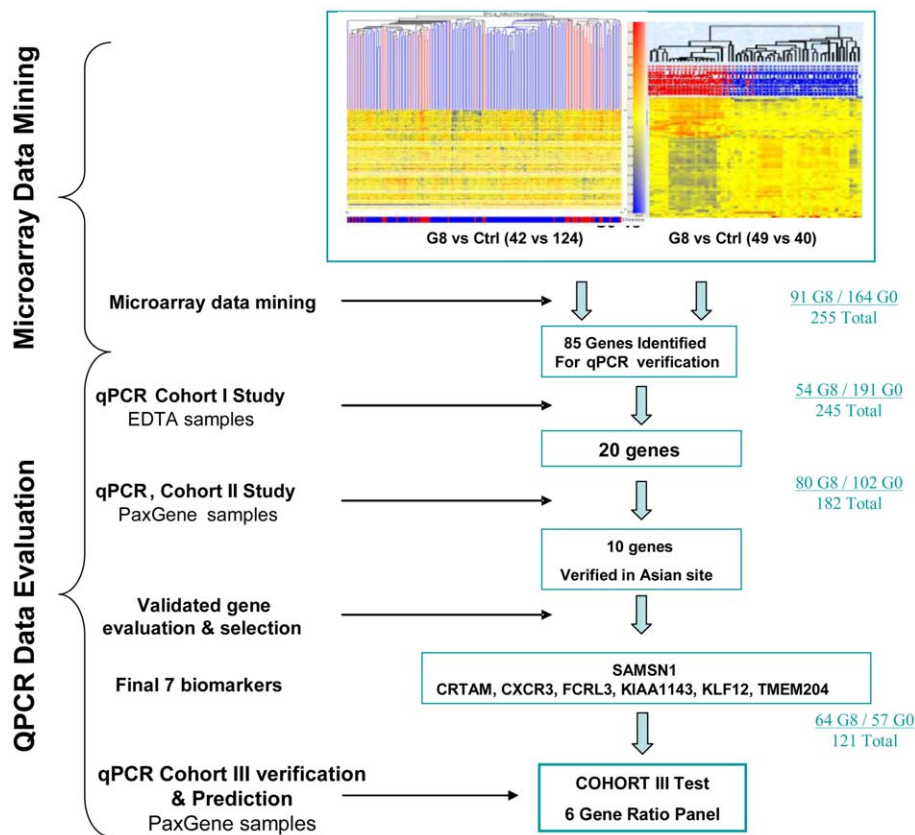 Microarray Data Mining
G8 vs Ctrl (42 vs 124)
G8 vs Ctrl (49 vs 40)
Microarray data mining
91 G8 / 164 G0
255 Total
85 Genes Identified
For qPCR verification
QPCR Data Evaluation
qPCR Cohort I Study
EDTA samples
54 G8 / 191 G0
245 Total
20 genes
qPCR, Cohort II Study
PaxGene samples
80 G8 / 102 G0
182 Total
10 genes
Verified in Asian site
Validated gene
evaluation & selection
Final 7 biomarkers
SAMSN1
CRTAM, CXCR3, FCRL3, KIAA1143, KLF12, TMEM204
64 G8 / 57 G0
121 Total
qPCR Cohort III verification
& Prediction
PaxGene samples
COHORT III Test
6 Gene Ratio Panel